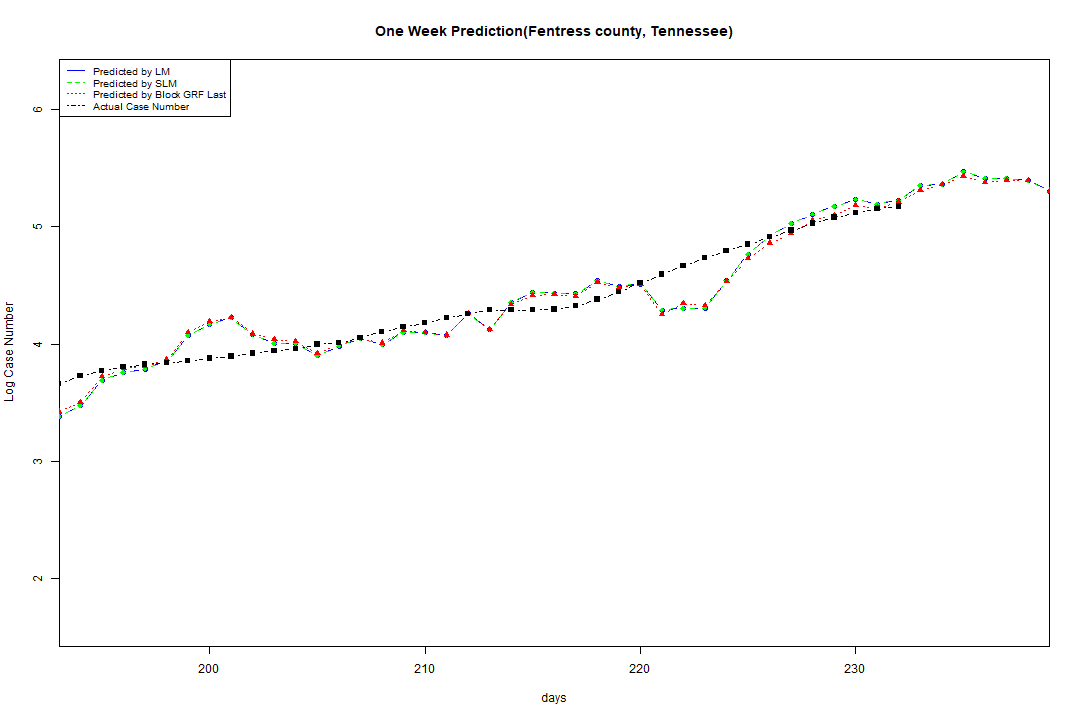 One Week Prediction(Fentress county, Tennessee)
Predicted by LM
Predicted by SLM
Predicted by Block GRF Last
Actual Case Number
6
5
4
3
2
Log Case Number
200 210 220 230
days